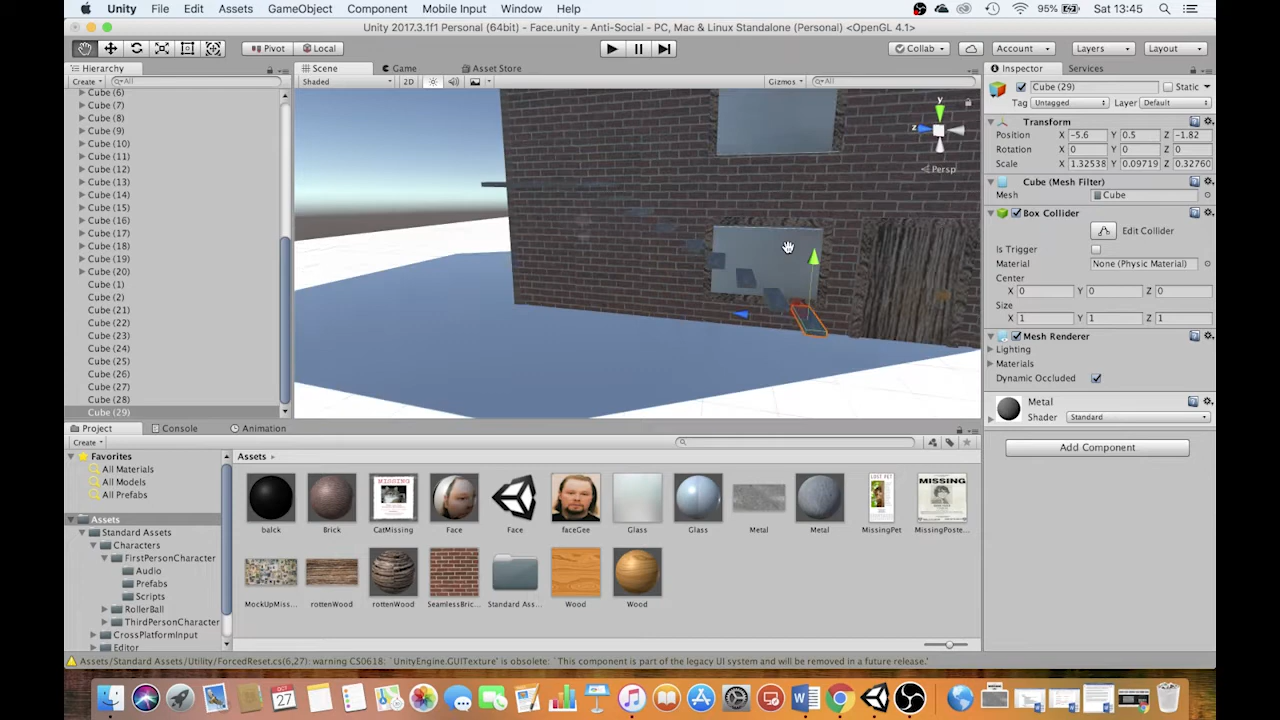 Unity File Edit Assets GameObject Component Mobile Input Window Help 95% Sat 13:45
Unity 2017.3.1f1 Personal (64bit) - Face.unity - Anti-Social - PC, Mac & Linux Standalone (Personal) <OpenGL 4.1>
Pivot Local Collab Account Layers Layout
Hierarchy Scene Game Asset Store Inspector Services
Create All Shaded 2D Gizmos All Cube (29) Static
Cube (6) Tag Untagged Layer Default
Cube (7)
Cube (8) Transform
Cube (9) Position X -5.6 Y 0.5 Z -1.82
Cube (10) Rotation X 0 Y 0 Z 0
Cube (11) Scale X 1.32538 Y 0.09719 Z 0.32760
Cube (12) y z Persp
Cube (13) Cube (Mesh Filter)
Cube (14) Mesh Cube
Cube (15) Box Collider
Cube (16) Edit Collider
Cube (17)
Cube (18) Is Trigger
Cube (19) Material None (Physic Material)
Cube (20) Center
Cube (1) X 0 Y 0 Z 0
Cube (2) Size
Cube (21) X 1 Y 1 Z 1
Cube (22) Mesh Renderer
Cube (23) Lighting
Cube (24) Materials
Cube (25) Dynamic Occluded
Cube (26)
Cube (27)
Cube (28) Metal
Cube (29) Shader Standard
Project Console Animation
Create Add Component
Favorites Assets
All Materials
All Models
All Prefabs
Assets
Standard Assets
Characters
FirstPersonCharacter
Audio
Prefabs
Scripts
RollerBall
ThirdPersonCharacter
CrossPlatformInput
Editor
balck Brick CatMissing Face Face faceGee Glass Glass Metal Metal MissingPet MissingPoste...
MISSING LOST PET MISSING
MockUpMiss... rottenWood rottenWood SeamlessBric... Standard Ass... Wood Wood
Assets/Standard Assets/Utility/ForcedReset.cs(6,27): warning CS0618: `UnityEngine.GUITexture' is obsolete: `This component is part of the legacy UI system and will be removed in a future release.'
OCT
27